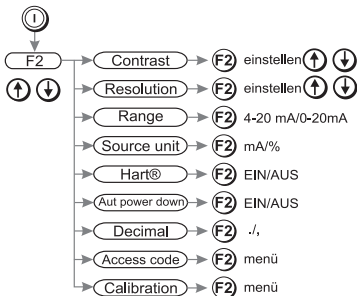 F2
Contrast F2 einstellen
Resolution F2 einstellen
Range F2 4-20 mA/0-20mA
Source unit F2 mA/%
Hart® F2 EIN/AUS
Aut power down F2 EIN/AUS
Decimal F2 ./,
Access code F2 menü
Calibration F2 menü